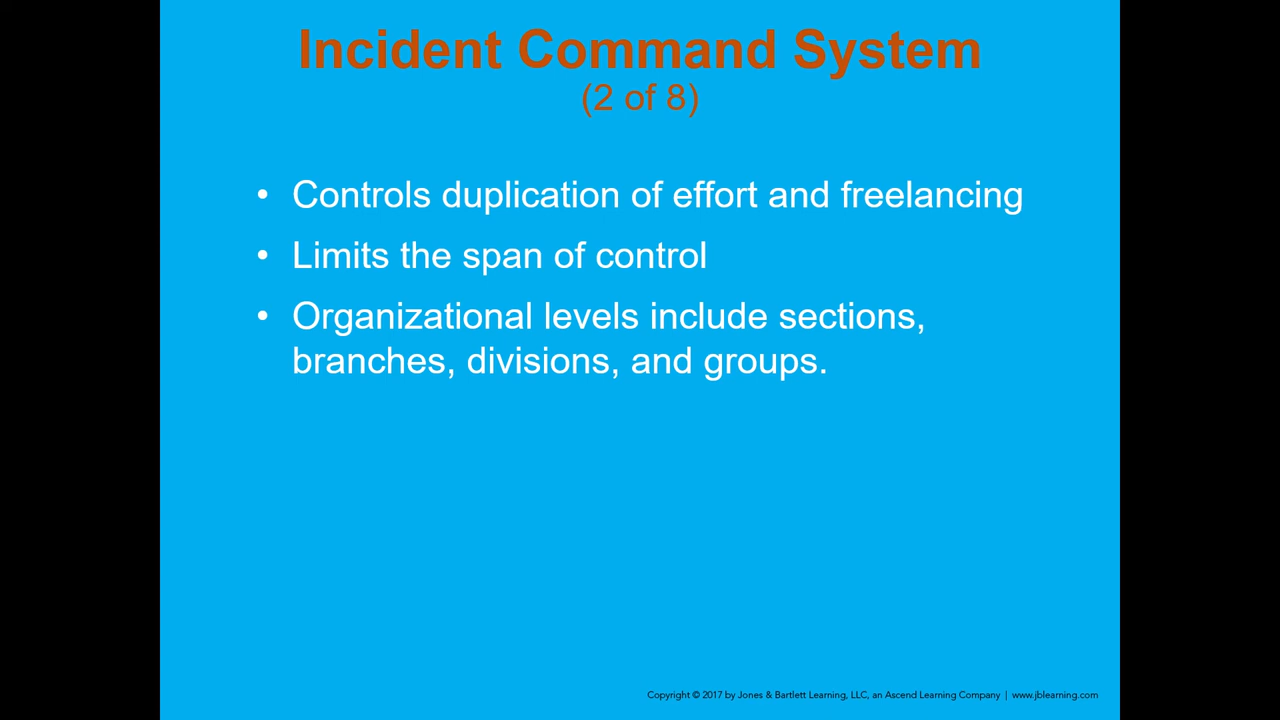 Incident Command System
(2 of 8)
• Controls duplication of effort and freelancing
• Limits the span of control
• Organizational levels include sections,
branches, divisions, and groups.
Copyright © 2017 by Jones & Bartlett Learning, LLC, an Ascend Learning Company | www.jblearning.com